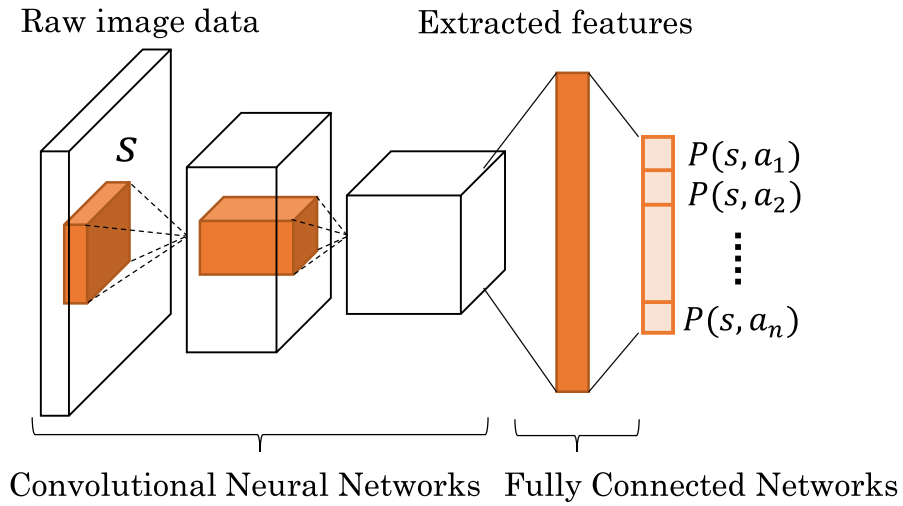 Raw image data
Extracted features
s
P(s, a₁)
P(s, a₂)
P(s, aₙ)
Convolutional Neural Networks
Fully Connected Networks